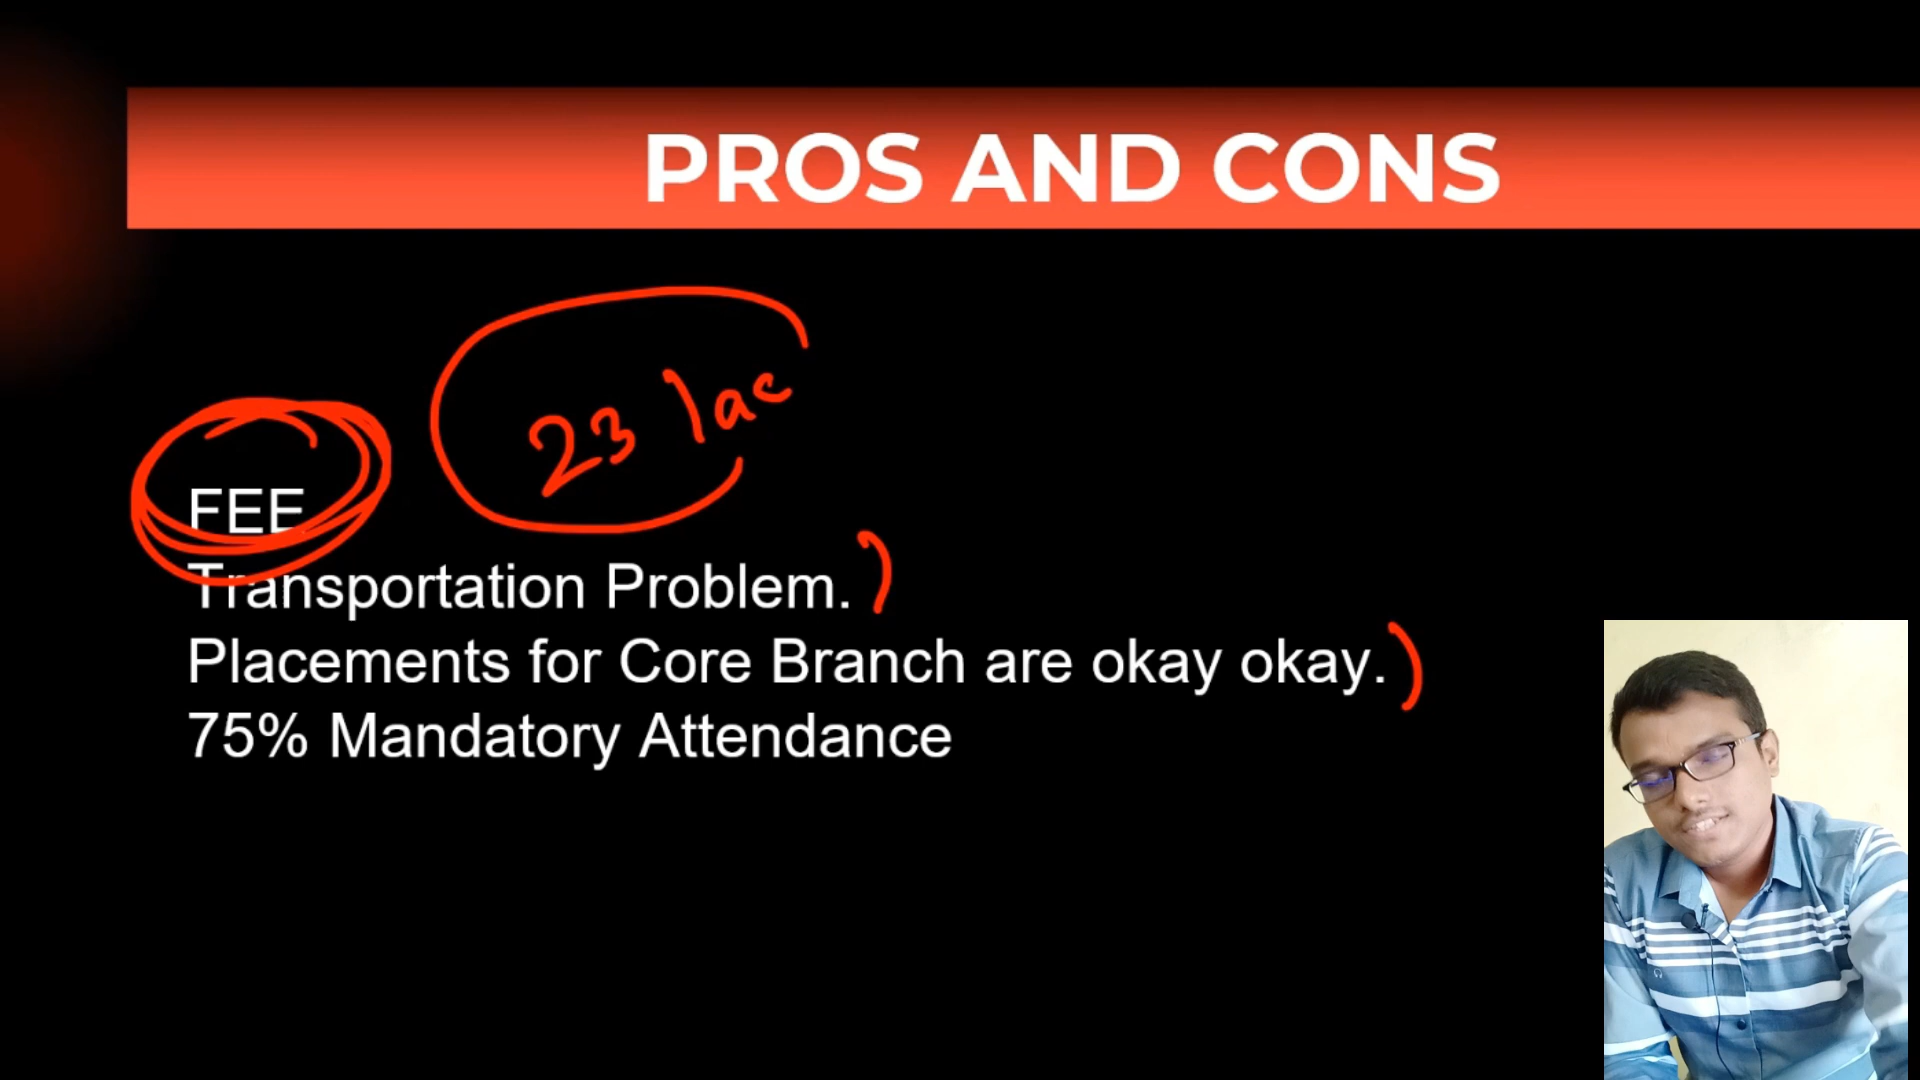 PROS AND CONS
23 lac
FEE
Transportation Problem.
Placements for Core Branch are okay okay.
75% Mandatory Attendance